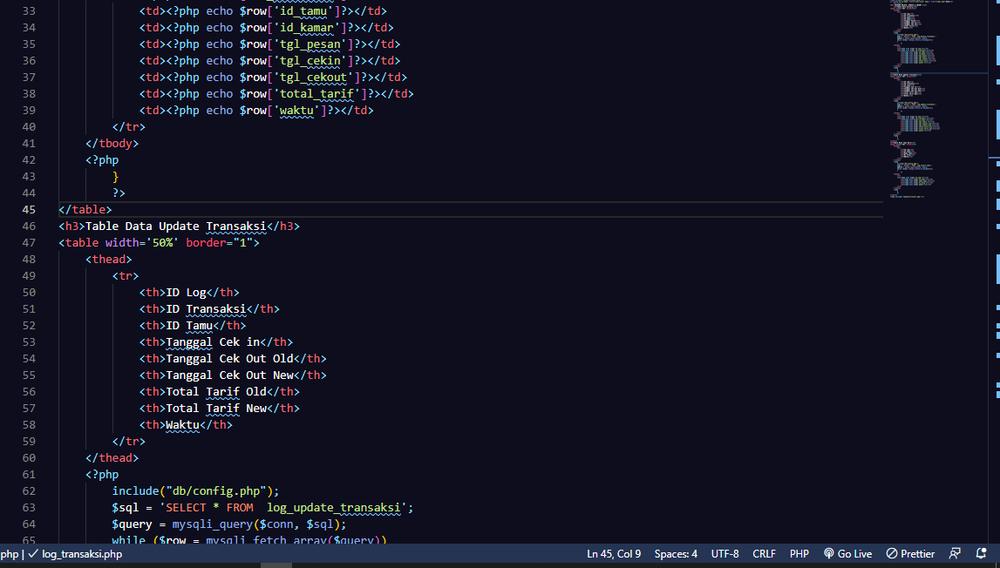 33 <td><?php echo $row['id_tamu']?></td>
34 <td><?php echo $row['id_kamar']?></td>
35 <td><?php echo $row['tgl_pesan']?></td>
36 <td><?php echo $row['tgl_cekin']?></td>
37 <td><?php echo $row['tgl_cekout']?></td>
38 <td><?php echo $row['total_tarif']?></td>
39 <td><?php echo $row['waktu']?></td>
40 </tr>
41 </tbody>
42 <?php
43 }
44 ?>
45 </table>
46 <h3>Table Data Update Transaksi</h3>
47 <table width='50%' border="1">
48 <thead>
49 <tr>
50 <th>ID Log</th>
51 <th>ID Transaksi</th>
52 <th>ID Tamu</th>
53 <th>Tanggal Cek in</th>
54 <th>Tanggal Cek Out Old</th>
55 <th>Tanggal Cek Out New</th>
56 <th>Total Tarif Old</th>
57 <th>Total Tarif New</th>
58 <th>Waktu</th>
59 </tr>
60 </thead>
61 <?php
62 include("db/config.php");
63 $sql = 'SELECT * FROM  log_update_transaksi';
64 $query = mysqli_query($conn, $sql);
65 while ($row = mysqli_fetch_array($query))
php | ✓ log_transaksi.php Ln 45, Col 9 Spaces: 4 UTF-8 CRLF PHP Go Live Prettier